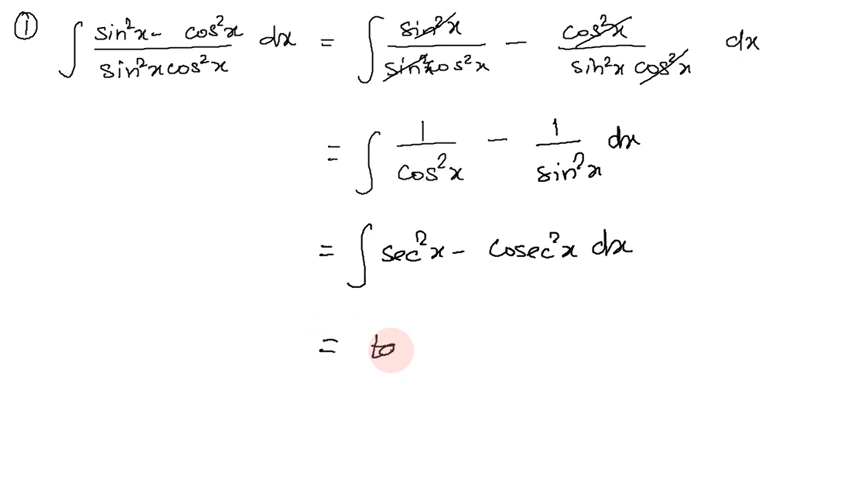 ① ∫ (sin²x - cos²x)/(sin²x cos²x) dx = ∫ sin²x/(sin²x cos²x) - cos²x/(sin²x cos²x) dx
= ∫ 1/cos²x - 1/sin²x dx
= ∫ sec²x - cosec²x dx
= ta